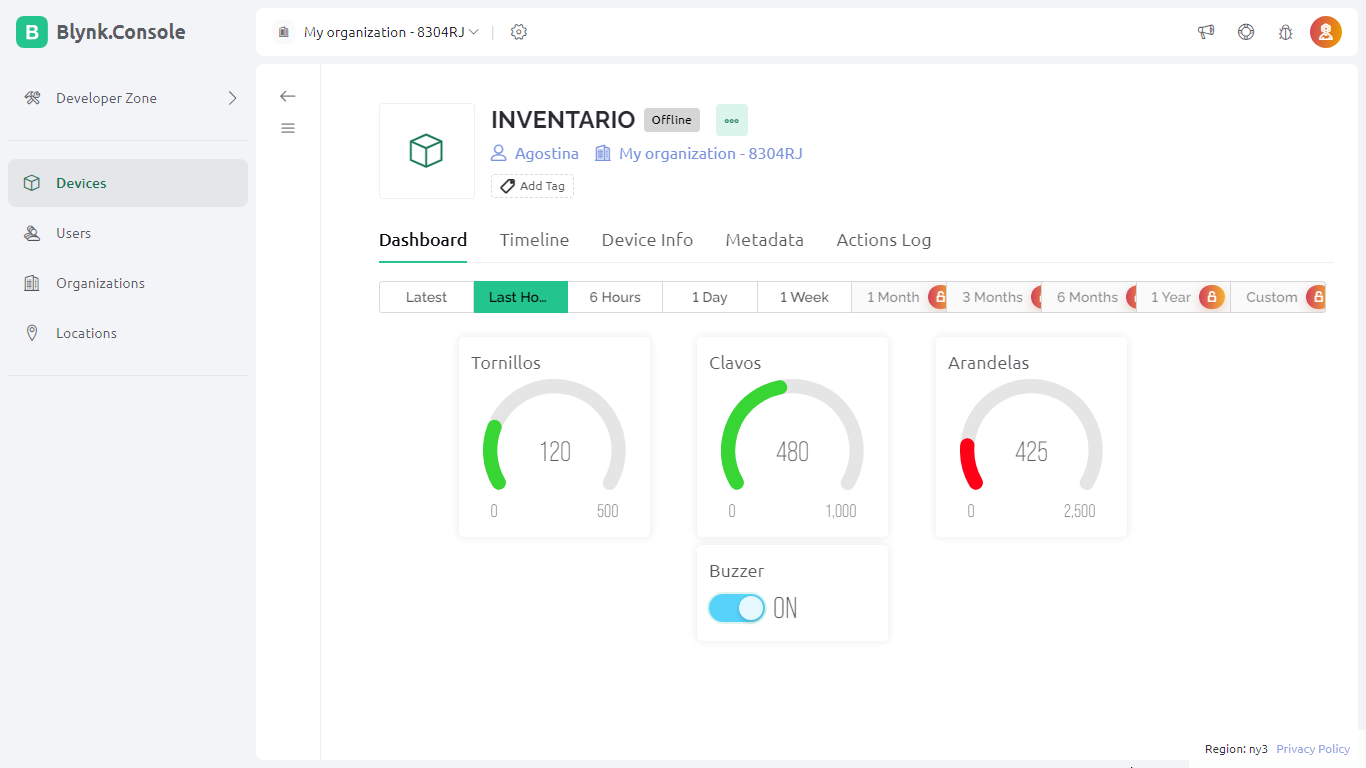 B Blynk.Console
My organization - 8304RJ
Developer Zone
Devices
Users
Organizations
Locations
INVENTARIO Offline
Agostina My organization - 8304RJ
Add Tag
Dashboard Timeline Device Info Metadata Actions Log
Latest Last Ho... 6 Hours 1 Day 1 Week 1 Month 3 Months 6 Months 1 Year Custom
Tornillos
120
0 500
Clavos
480
0 1,000
Arandelas
425
0 2,500
Buzzer
ON
Region: ny3 Privacy Policy